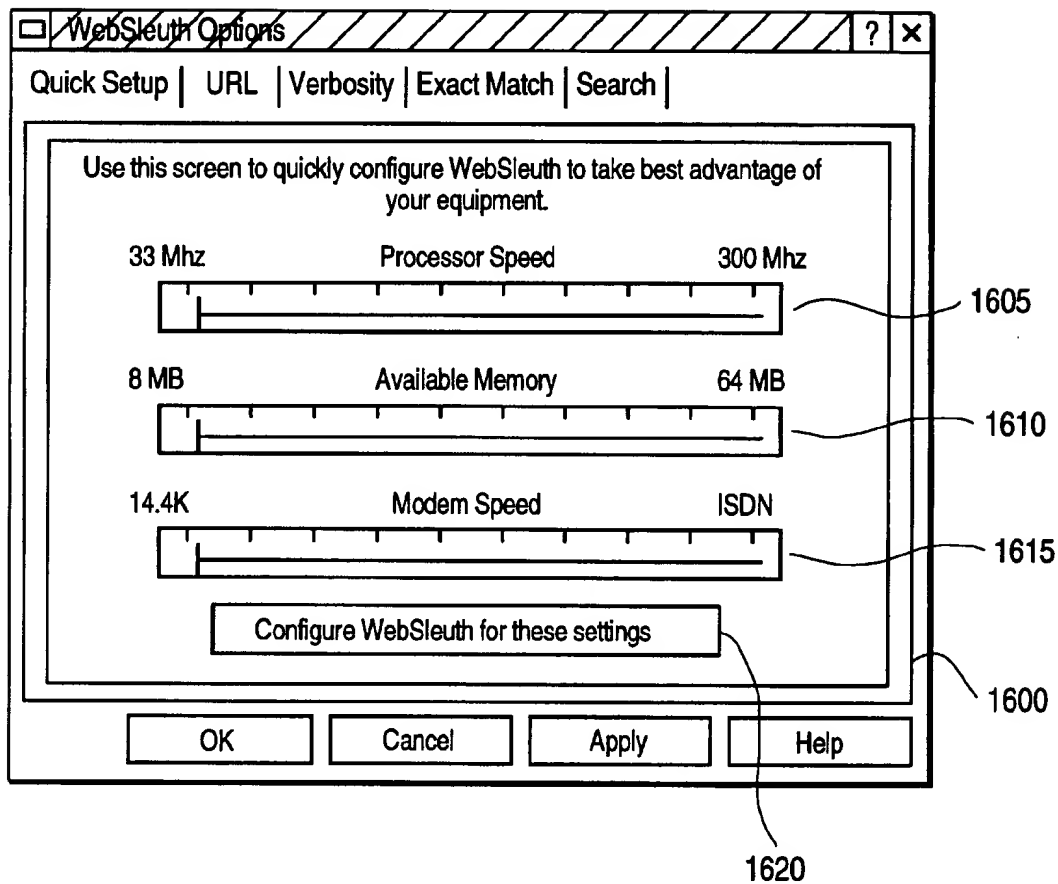 WebSleuth Options ? ×
Quick Setup | URL | Verbosity | Exact Match | Search |
Use this screen to quickly configure WebSleuth to take best advantage of
your equipment.
33 Mhz Processor Speed 300 Mhz
1605
8 MB Available Memory 64 MB
1610
14.4K Modem Speed ISDN
1615
Configure WebSleuth for these settings
1600
OK Cancel Apply Help
1620